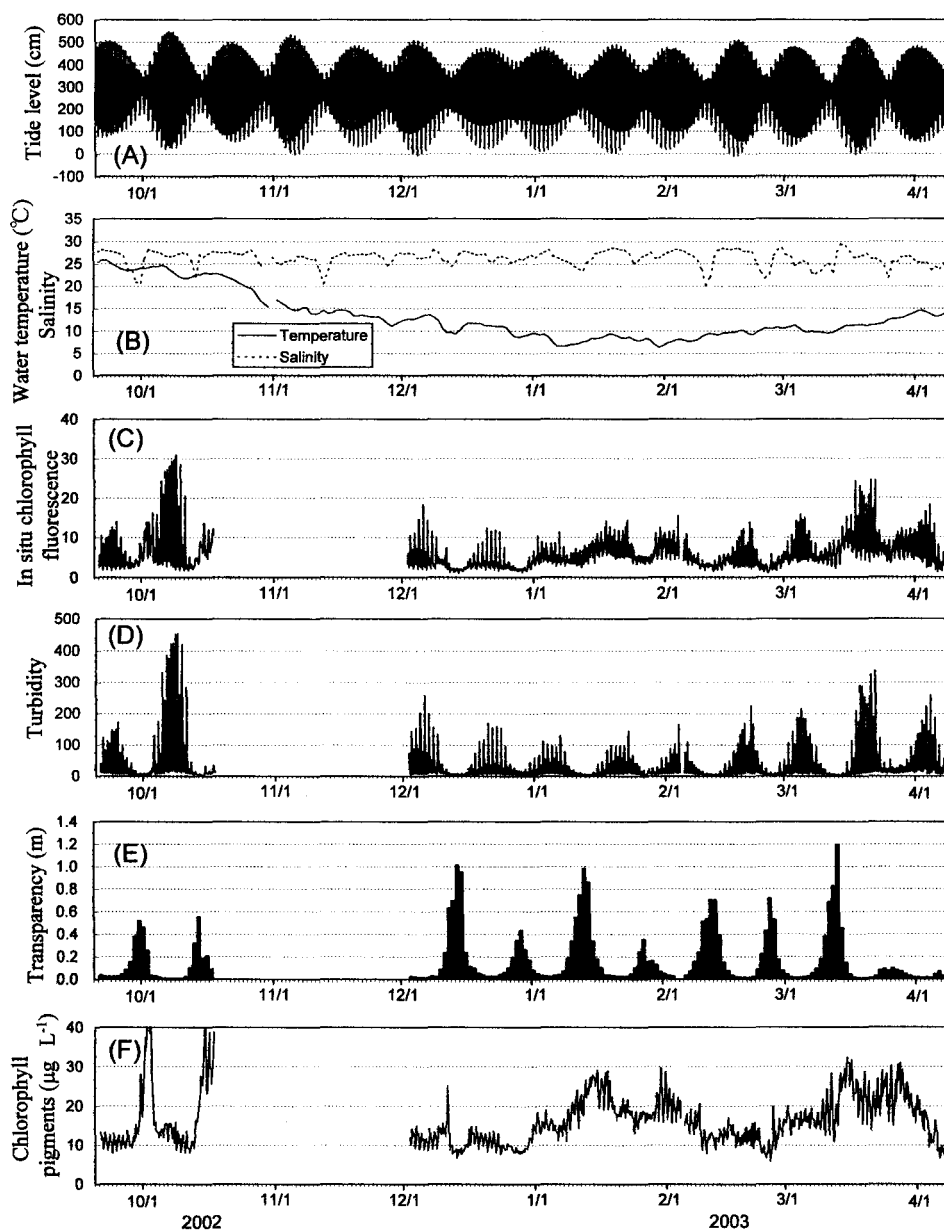 Tide level (cm)
600
500
400
300
200
100
0
-100
(A)
10/1 11/1 12/1 1/1 2/1 3/1 4/1
Water temperature (℃)
Salinity
35
30
25
20
15
10
5
0
(B)
Temperature
Salinity
10/1 11/1 12/1 1/1 2/1 3/1 4/1
In situ chlorophyll
fluorescence
40
30
20
10
0
(C)
10/1 11/1 12/1 1/1 2/1 3/1 4/1
Turbidity
500
400
300
200
100
0
(D)
10/1 11/1 12/1 1/1 2/1 3/1 4/1
Transparency (m)
1.4
1.2
1.0
0.8
0.6
0.4
0.2
0.0
(E)
10/1 11/1 12/1 1/1 2/1 3/1 4/1
Chlorophyll
pigments (μg L⁻¹)
40
30
20
10
0
(F)
10/1 11/1 12/1 1/1 2/1 3/1 4/1
2002 2003